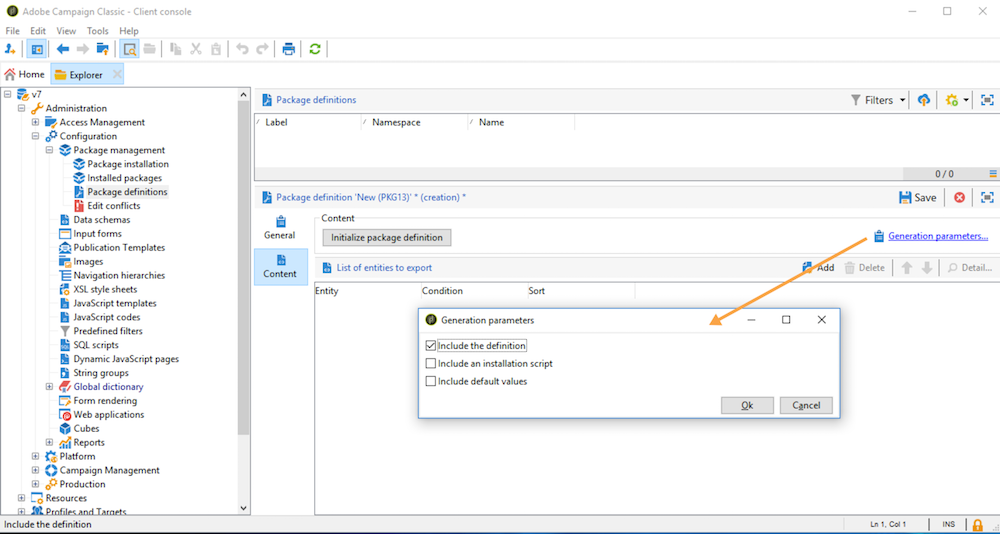 Adobe Campaign Classic - Client console
File Edit View Tools Help
Home Explorer
v7
Administration
Access Management
Configuration
Package management
Package installation
Installed packages
Package definitions
Edit conflicts
Data schemas
Input forms
Publication Templates
Images
Navigation hierarchies
XSL style sheets
JavaScript templates
JavaScript codes
Predefined filters
SQL scripts
Dynamic JavaScript pages
String groups
Global dictionary
Form rendering
Web applications
Cubes
Reports
Platform
Campaign Management
Production
Resources
Profiles and Targets
Package definitions Filters
Label Namespace Name
0 / 0
Package definition 'New (PKG13)' * (creation) * Save
General
Content
Content
Initialize package definition
Generation parameters...
List of entities to export Add Delete Detail...
Entity Condition Sort
Generation parameters
Include the definition
Include an installation script
Include default values
Ok Cancel
Include the definition Ln 1, Col 1 INS